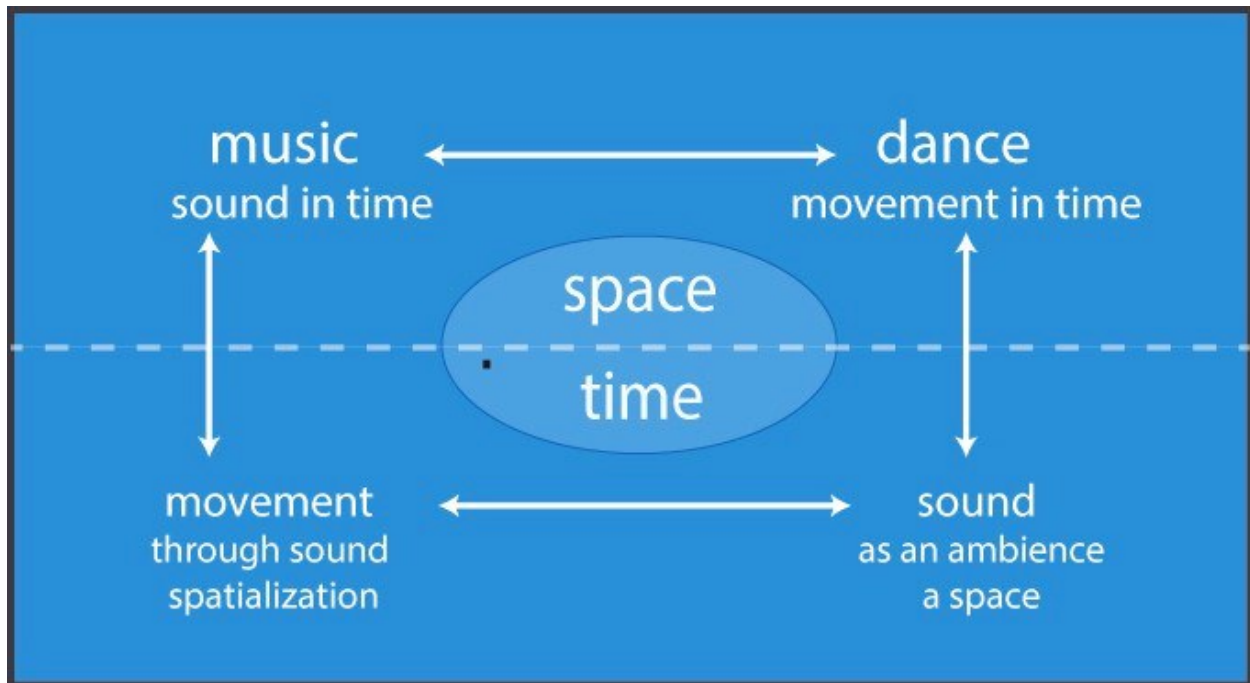 music
dance
sound in time
movement in time
space
time
movement
through sound
spatialization
sound
as an ambience
a space